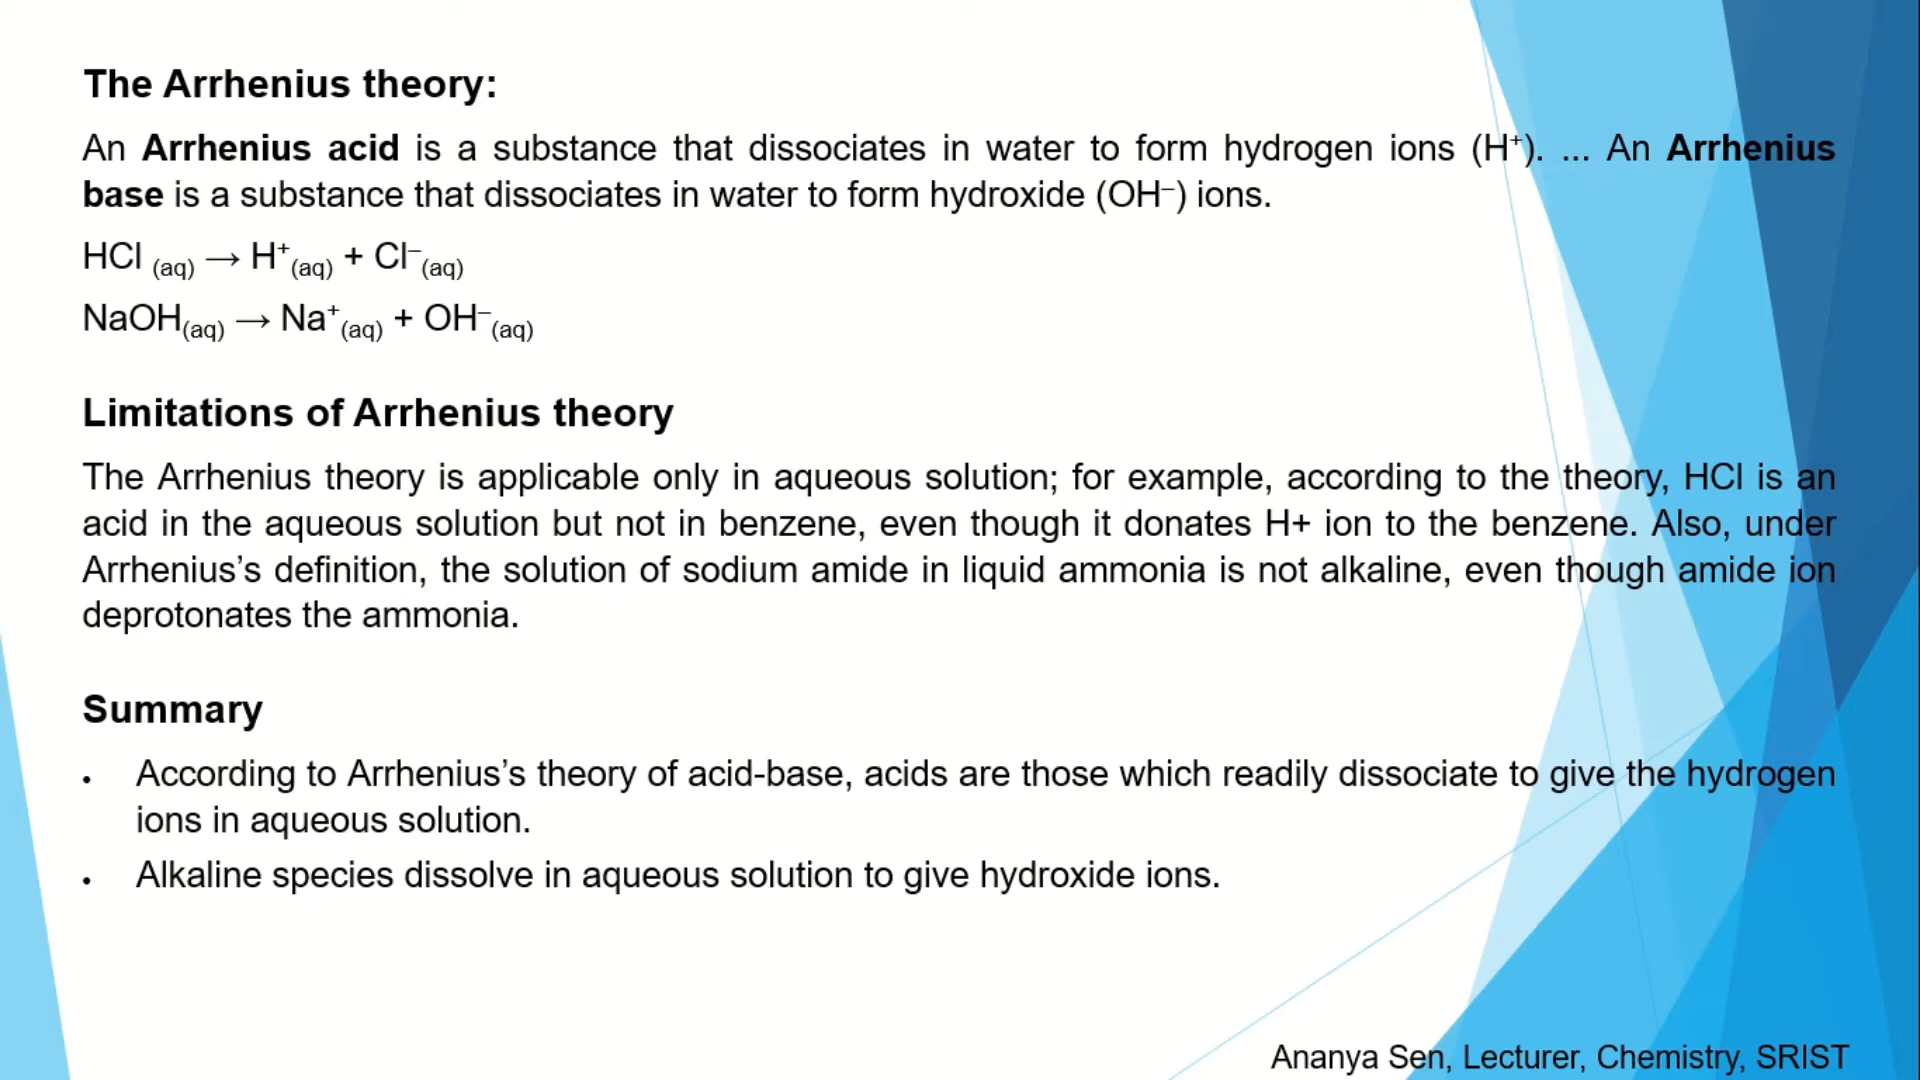 The Arrhenius theory:
An Arrhenius acid is a substance that dissociates in water to form hydrogen ions (H⁺). ... An Arrhenius
base is a substance that dissociates in water to form hydroxide (OH⁻) ions.
HCl (aq) → H⁺(aq) + Cl⁻(aq)
NaOH(aq) → Na⁺(aq) + OH⁻(aq)
Limitations of Arrhenius theory
The Arrhenius theory is applicable only in aqueous solution; for example, according to the theory, HCl is an
acid in the aqueous solution but not in benzene, even though it donates H+ ion to the benzene. Also, under
Arrhenius’s definition, the solution of sodium amide in liquid ammonia is not alkaline, even though amide ion
deprotonates the ammonia.
Summary
• According to Arrhenius’s theory of acid-base, acids are those which readily dissociate to give the hydrogen
ions in aqueous solution.
• Alkaline species dissolve in aqueous solution to give hydroxide ions.
Ananya Sen, Lecturer, Chemistry, SRIST